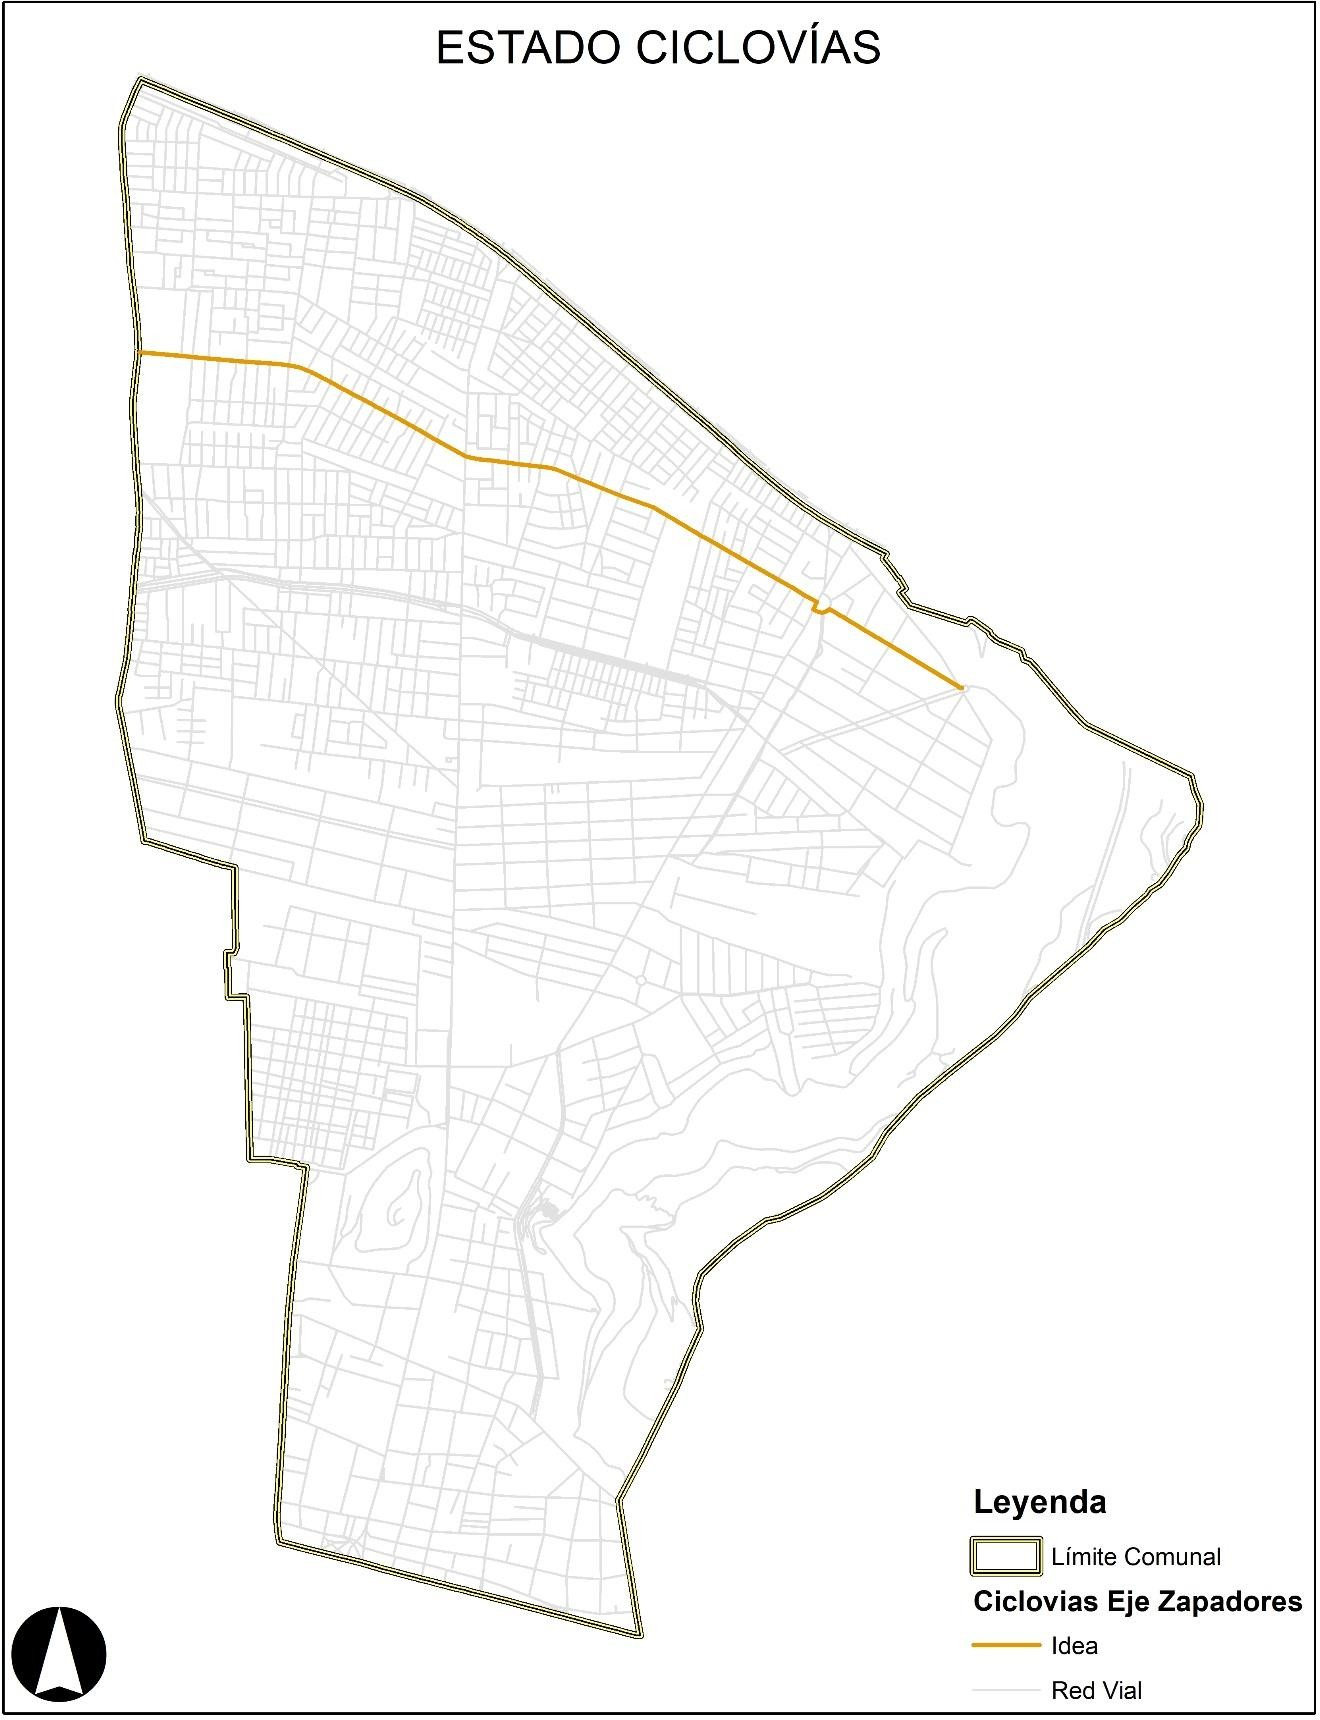 ESTADO CICLOVÍAS
Leyenda
Límite Comunal
Ciclovias Eje Zapadores
Idea
Red Vial